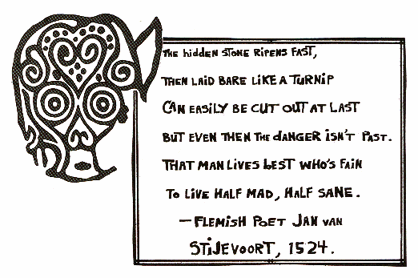 THE hidden STONE RIPENS FAST,
THEN LAID BARE LIKE A TURNIP
CAN EASILY BE CUT OUT AT LAST
BUT EVEN THEN THE dANGER ISN'T PAST.
THAT MAN LIVES BEST WHO'S FAIN
TO LIVE HALF MAD, HALF SANE.
— FLEMISH POET JAN VAN
STIJEVOORT, 1524.